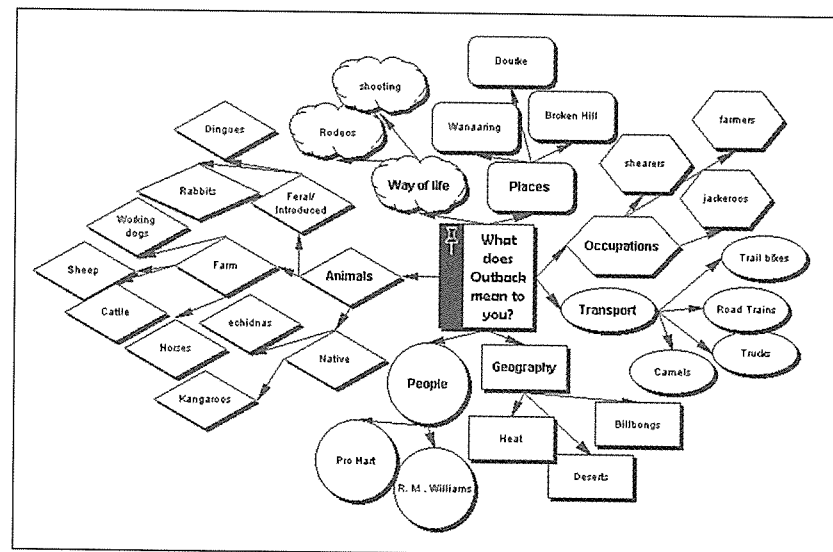 Bourke
shooting
Wanaaring
Broken Hill
farmers
Rodeos
Dingues
shearers
Way of life
Places
Rabbits
Feral/
Introduced
jackeroos
Working
dogs
What
does
Outback
mean to
you?
Occupations
Sheep
Farm
Animals
Trail bikes
Cattle
Transport
Road Trains
echidnas
Horses
Native
Trucks
People
Geography
Camels
Kangaroos
Billbongs
Heat
Pro Hart
R. M. Williams
Deserts